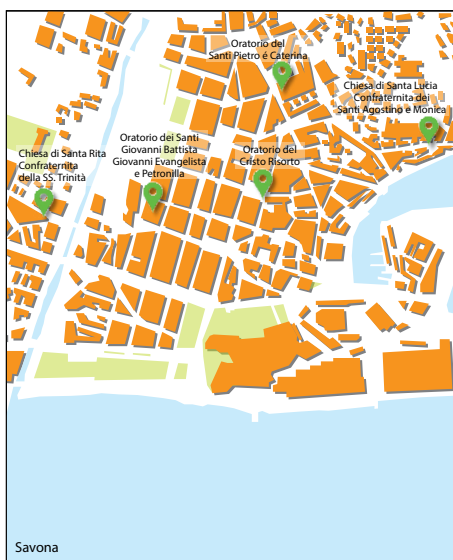 Oratorio del
Santi Pietro é Caterina
Chiesa di Santa Lucia
Confraternita dei
Santi Agostino e Monica
Chiesa di Santa Rita
Confraternita
della SS. Trinità
Oratorio dei Santi
Giovanni Battista
Giovanni Evangelista
e Petronilla
Oratorio del
Cristo Risorto
Savona